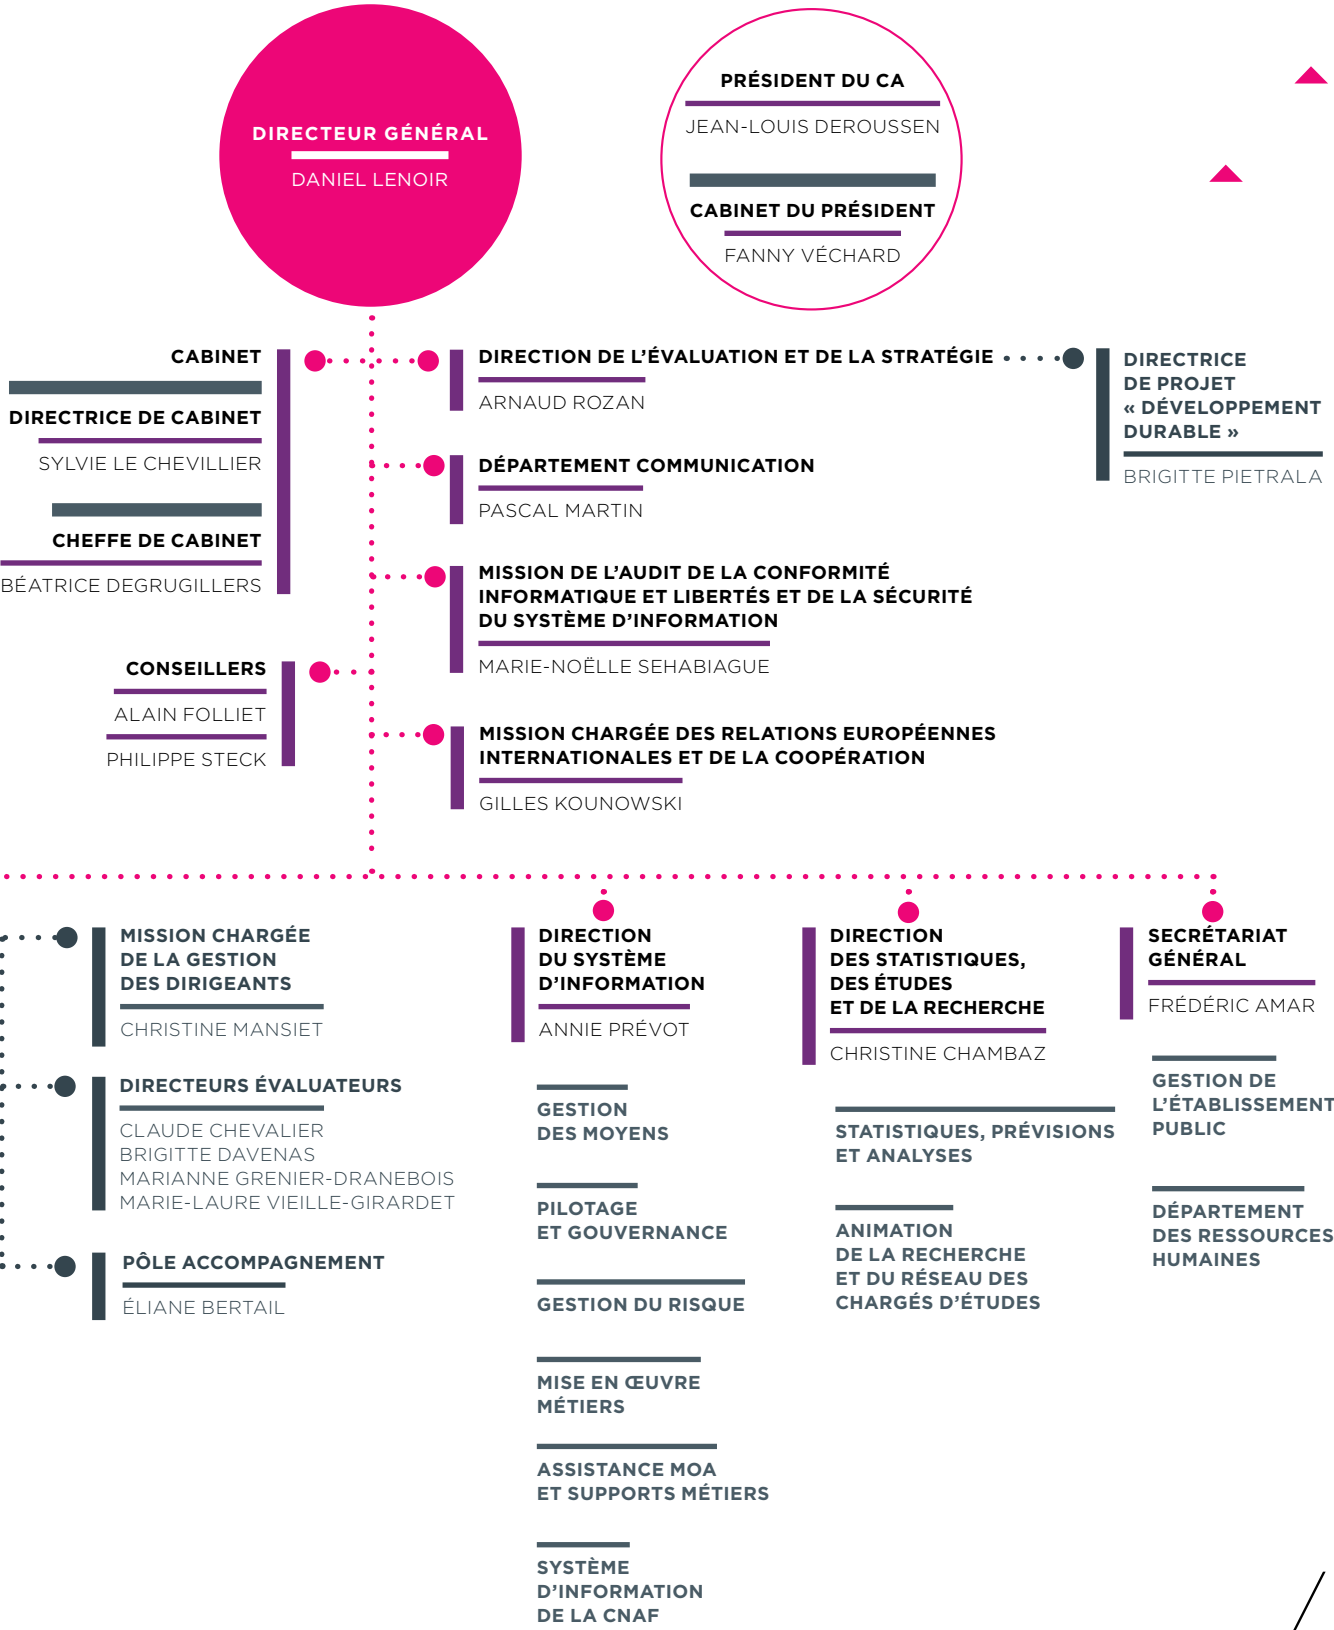 DIRECTEUR GÉNÉRAL
DANIEL LENOIR
PRÉSIDENT DU CA
JEAN-LOUIS DEROUSSEN
CABINET DU PRÉSIDENT
FANNY VÉCHARD
CABINET
DIRECTRICE DE CABINET
SYLVIE LE CHEVILLIER
CHEFFE DE CABINET
BÉATRICE DEGRUGILLERS
CONSEILLERS
ALAIN FOLLIET
PHILIPPE STECK
DIRECTION DE L’ÉVALUATION ET DE LA STRATÉGIE
ARNAUD ROZAN
DIRECTRICE
DE PROJET
« DÉVELOPPEMENT
DURABLE »
BRIGITTE PIETRALA
DÉPARTEMENT COMMUNICATION
PASCAL MARTIN
MISSION DE L’AUDIT DE LA CONFORMITÉ
INFORMATIQUE ET LIBERTÉS ET DE LA SÉCURITÉ
DU SYSTÈME D’INFORMATION
MARIE-NOËLLE SEHABIAGUE
MISSION CHARGÉE DES RELATIONS EUROPÉENNES
INTERNATIONALES ET DE LA COOPÉRATION
GILLES KOUNOWSKI
MISSION CHARGÉE
DE LA GESTION
DES DIRIGEANTS
CHRISTINE MANSIET
DIRECTEURS ÉVALUATEURS
CLAUDE CHEVALIER
BRIGITTE DAVENAS
MARIANNE GRENIER-DRANEBOIS
MARIE-LAURE VIEILLE-GIRARDET
PÔLE ACCOMPAGNEMENT
ÉLIANE BERTAIL
DIRECTION
DU SYSTÈME
D’INFORMATION
ANNIE PRÉVOT
GESTION
DES MOYENS
PILOTAGE
ET GOUVERNANCE
GESTION DU RISQUE
MISE EN ŒUVRE
MÉTIERS
ASSISTANCE MOA
ET SUPPORTS MÉTIERS
SYSTÈME
D’INFORMATION
DE LA CNAF
DIRECTION
DES STATISTIQUES,
DES ÉTUDES
ET DE LA RECHERCHE
CHRISTINE CHAMBAZ
STATISTIQUES, PRÉVISIONS
ET ANALYSES
ANIMATION
DE LA RECHERCHE
ET DU RÉSEAU DES
CHARGÉS D’ÉTUDES
SECRÉTARIAT
GÉNÉRAL
FRÉDÉRIC AMAR
GESTION DE
L’ÉTABLISSEMENT
PUBLIC
DÉPARTEMENT
DES RESSOURCES
HUMAINES